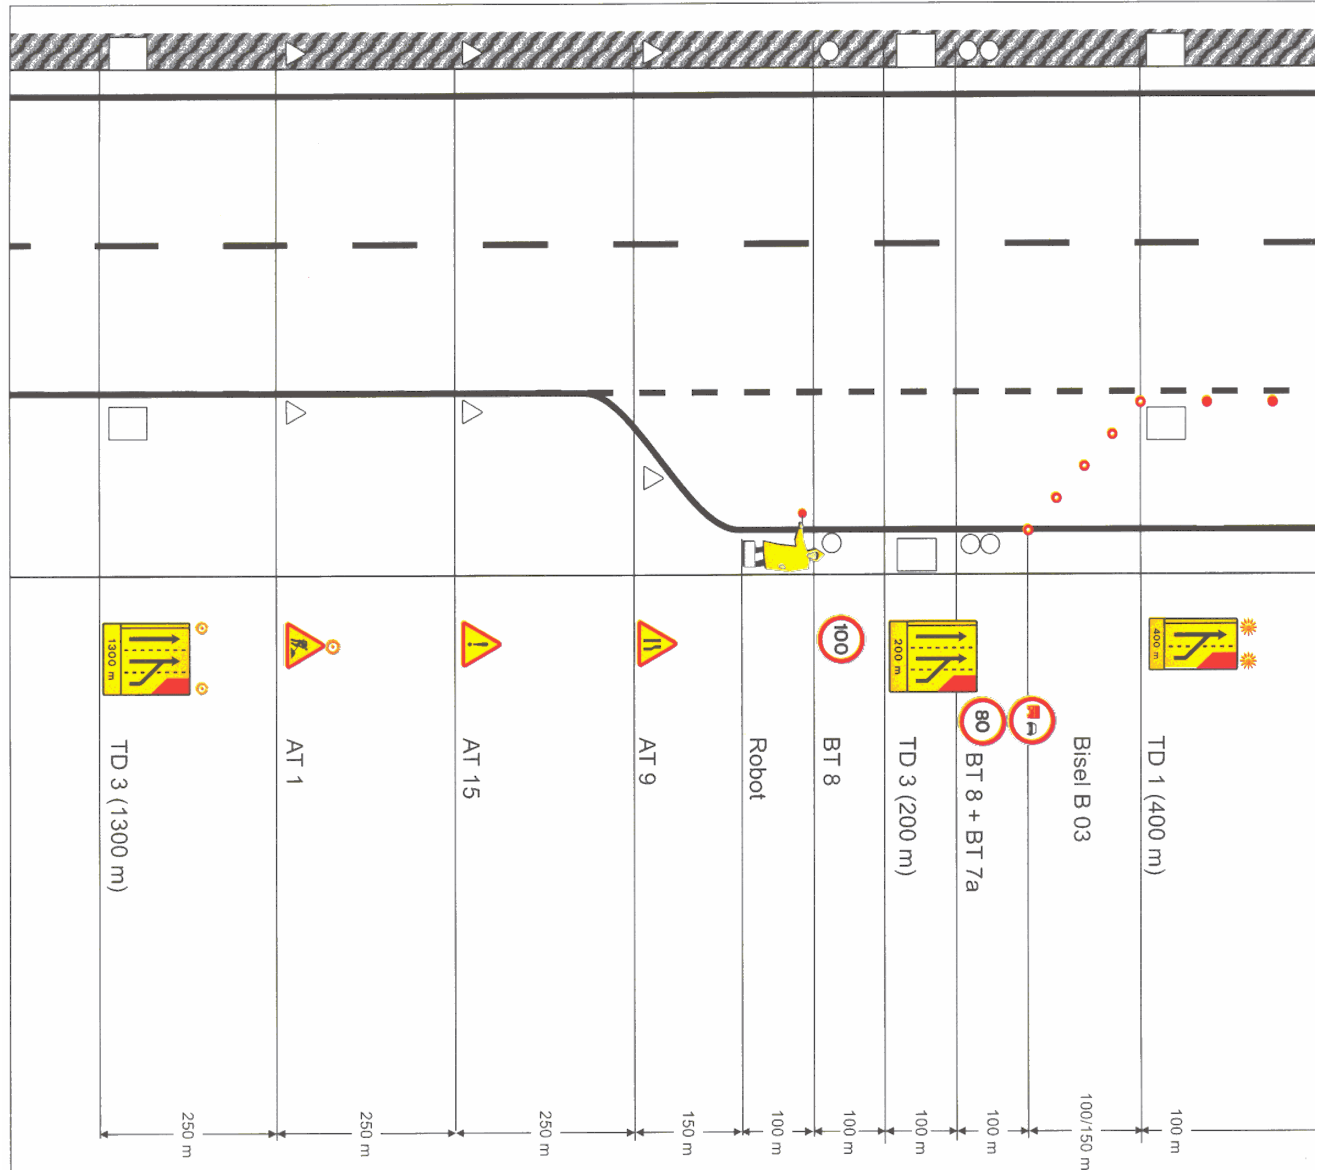 1300 m
100
200 m
80
400 m
TD 3 (1300 m)
AT 1
AT 15
AT 9
Robot
BT 8
TD 3 (200 m)
BT 8 + BT 7a
Bisel B 03
TD 1 (400 m)
250 m
250 m
250 m
150 m
100 m
100 m
100 m
100 m
100/150 m
100 m